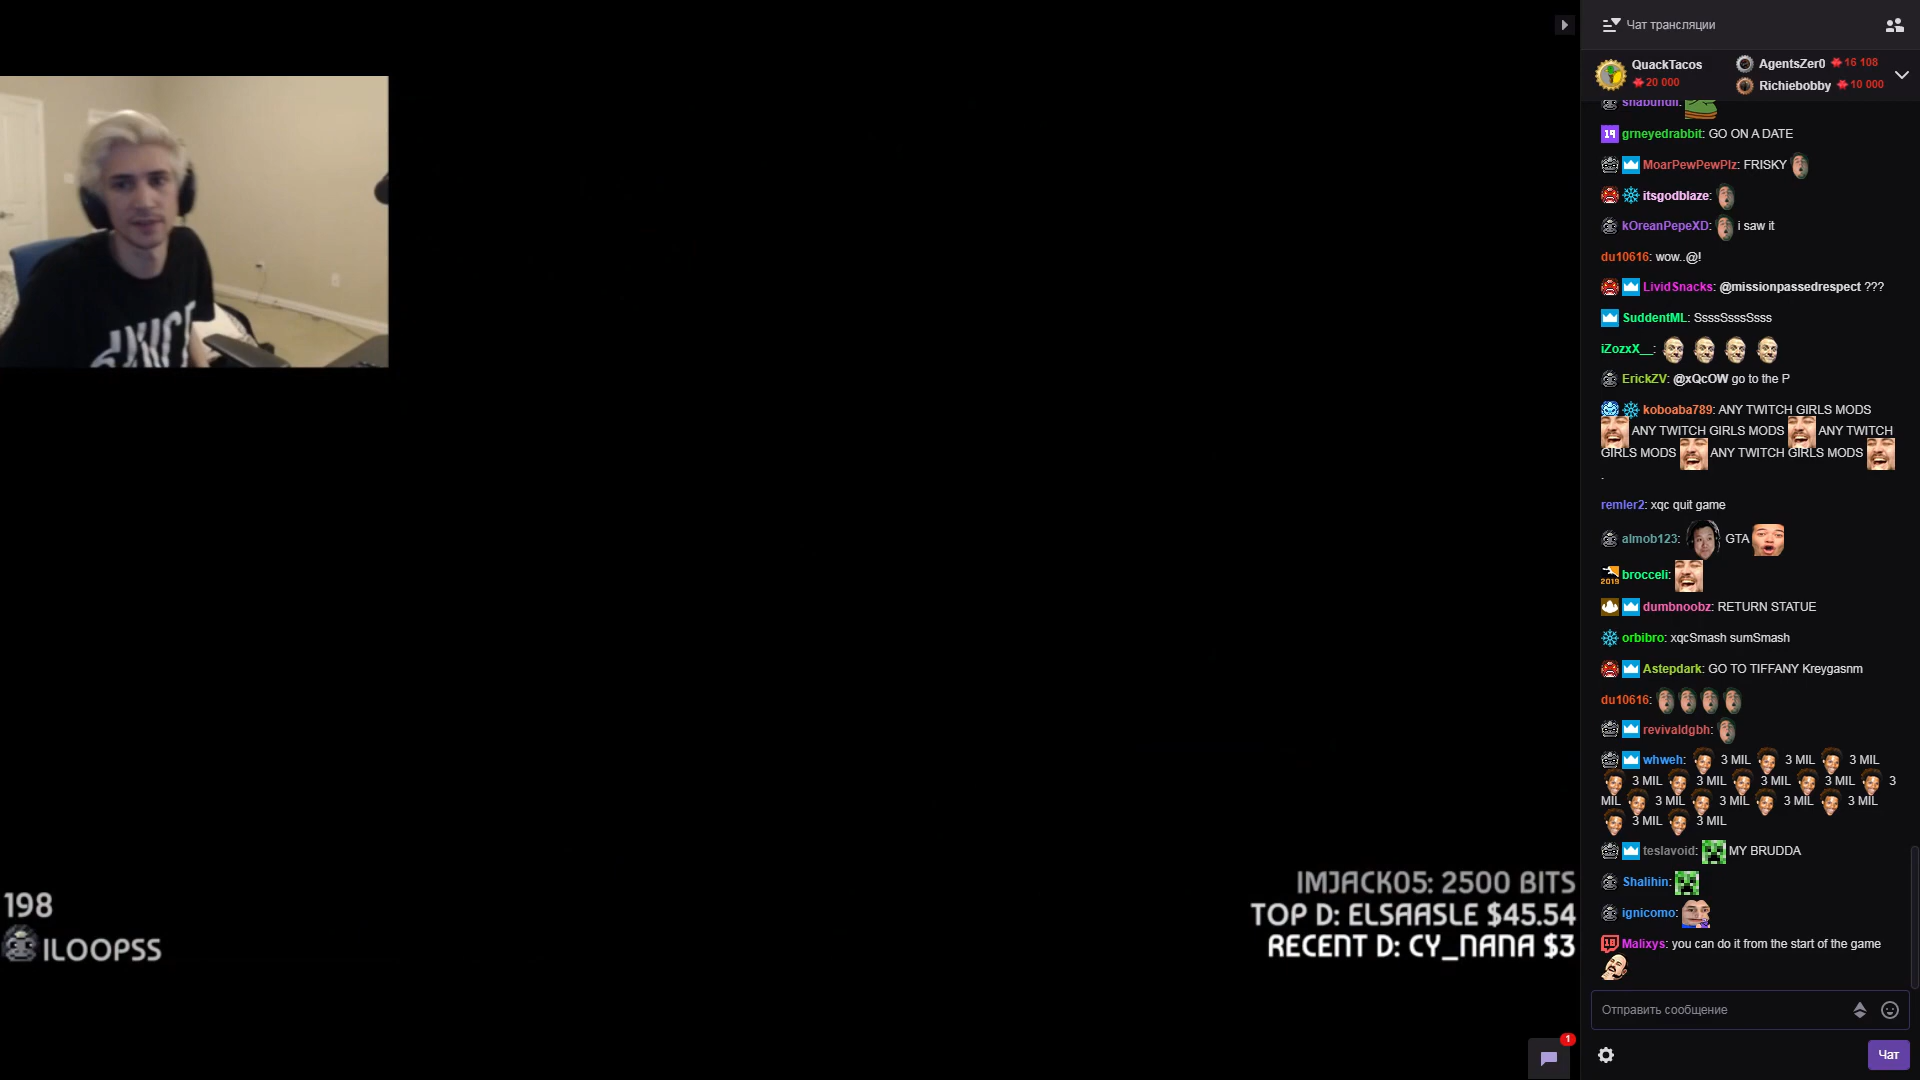 Чат трансляции
QuackTacos
20 000
AgentsZer0 16 108
Richiebobby 10 000
shabundii:
19 grneyedrabbit: GO ON A DATE
MoarPewPewPlz: FRISKY
itsgodblaze:
kOreanPepeXD: i saw it
du10616: wow..@!
LividSnacks: @missionpassedrespect ???
SuddentML: SsssSsssSsss
iZozxX__:
ErickZV: @xQcOW go to the P
koboaba789: ANY TWITCH GIRLS MODS
ANY TWITCH GIRLS MODS ANY TWITCH
GIRLS MODS ANY TWITCH GIRLS MODS
.
remler2: xqc quit game
almob123: GTA
2019 brocceli:
dumbnoobz: RETURN STATUE
orbibro: xqcSmash sumSmash
Astepdark: GO TO TIFFANY Kreygasnm
du10616:
revivaldgbh:
whweh: 3 MIL 3 MIL 3 MIL
3 MIL 3 MIL 3 MIL 3 MIL 3
MIL 3 MIL 3 MIL 3 MIL 3 MIL
3 MIL 3 MIL
teslavoid: MY BRUDDA
Shalihin:
ignicomo:
Malixys: you can do it from the start of the game
Отправить сообщение
Чат
1
198
ILOOPSS
IMJACK05: 2500 BITS
TOP D: ELSAASLE $45.54
RECENT D: CY_NANA $3